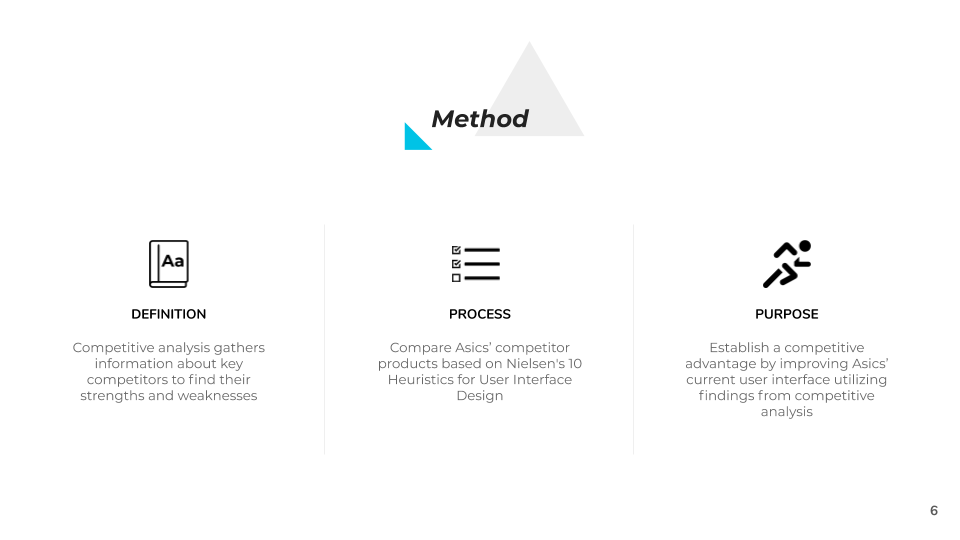 Method
Aa
DEFINITION
Competitive analysis gathers
information about key
competitors to find their
strengths and weaknesses
PROCESS
Compare Asics’ competitor
products based on Nielsen's 10
Heuristics for User Interface
Design
PURPOSE
Establish a competitive
advantage by improving Asics’
current user interface utilizing
findings from competitive
analysis
6